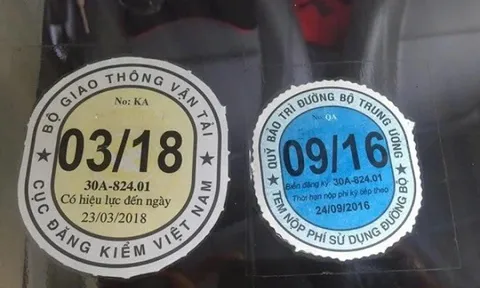 BỘ GIAO THÔNG VẬN TẢI
No: KA
03/18
30A-824.01
Có hiệu lực đến ngày
23/03/2018
CỤC ĐĂNG KIỂM VIỆT NAM
QUỸ BẢO TRÌ ĐƯỜNG BỘ TRUNG ƯƠNG
No: QA
09/16
Biển đăng ký: 30A-824.01
Thời hạn nộp phí kỳ tiếp theo
24/09/2016
TEM NỘP PHÍ SỬ DỤNG ĐƯỜNG BỘ